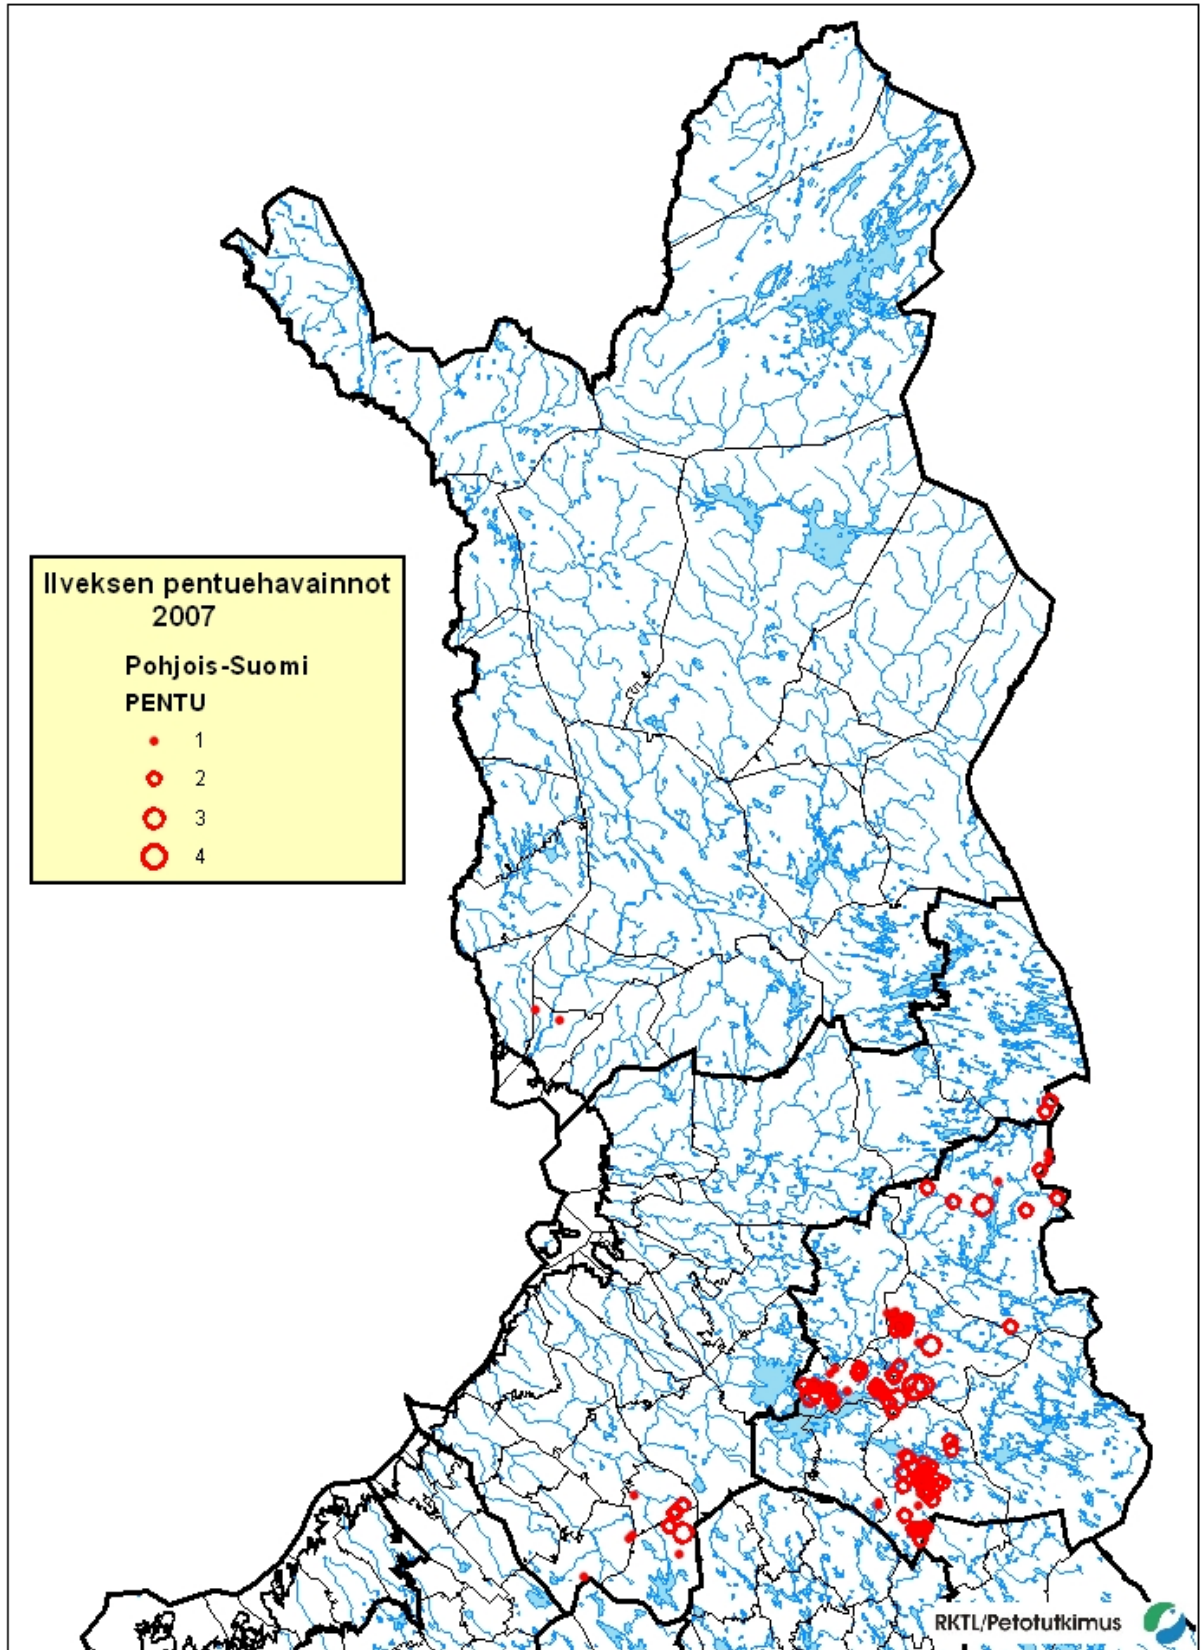 Ilveksen pentuehavainnot
2007
Pohjois-Suomi
PENTU
1
2
3
4
RKTL/Petotutkimus